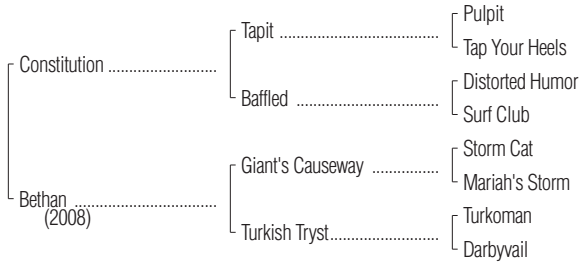 Pulpit
Tapit ........................................
Tap Your Heels
Constitution ...........................
Distorted Humor
Baffled ....................................
Surf Club
Storm Cat
Giant's Causeway .................
Mariah's Storm
Bethan ...................................
(2008)
Turkoman
Turkish Tryst...........................
Darbyvail